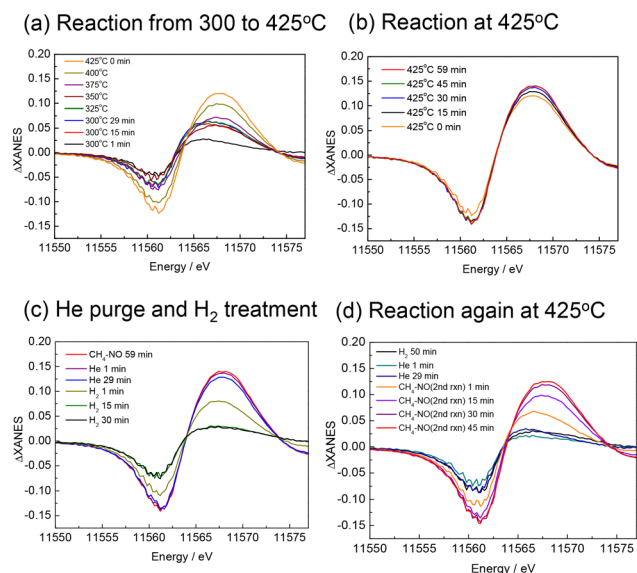 (a) Reaction from 300 to 425°C
0.20
0.15
0.10
0.05
0.00
-0.05
-0.10
-0.15
ΔXANES
425°C 0 min
400°C
375°C
350°C
325°C
300°C 29 min
300°C 15 min
300°C 1 min
11550 11555 11560 11565 11570 11575
Energy / eV
(b) Reaction at 425°C
0.20
0.15
0.10
0.05
0.00
-0.05
-0.10
-0.15
ΔXANES
425°C 59 min
425°C 45 min
425°C 30 min
425°C 15 min
425°C 0 min
11550 11555 11560 11565 11570 11575
Energy / eV
(c) He purge and H₂ treatment
0.20
0.15
0.10
0.05
0.00
-0.05
-0.10
-0.15
ΔXANES
CH₄-NO 59 min
He 1 min
He 29 min
H₂ 1 min
H₂ 15 min
H₂ 30 min
11550 11555 11560 11565 11570 11575
Energy / eV
(d) Reaction again at 425°C
0.20
0.15
0.10
0.05
0.00
-0.05
-0.10
-0.15
ΔXANES
H₂ 50 min
He 1 min
He 29 min
CH₄-NO(2nd rxn) 1 min
CH₄-NO(2nd rxn) 15 min
CH₄-NO(2nd rxn) 30 min
CH₄-NO(2nd rxn) 45 min
11550 11555 11560 11565 11570 11575
Energy / eV